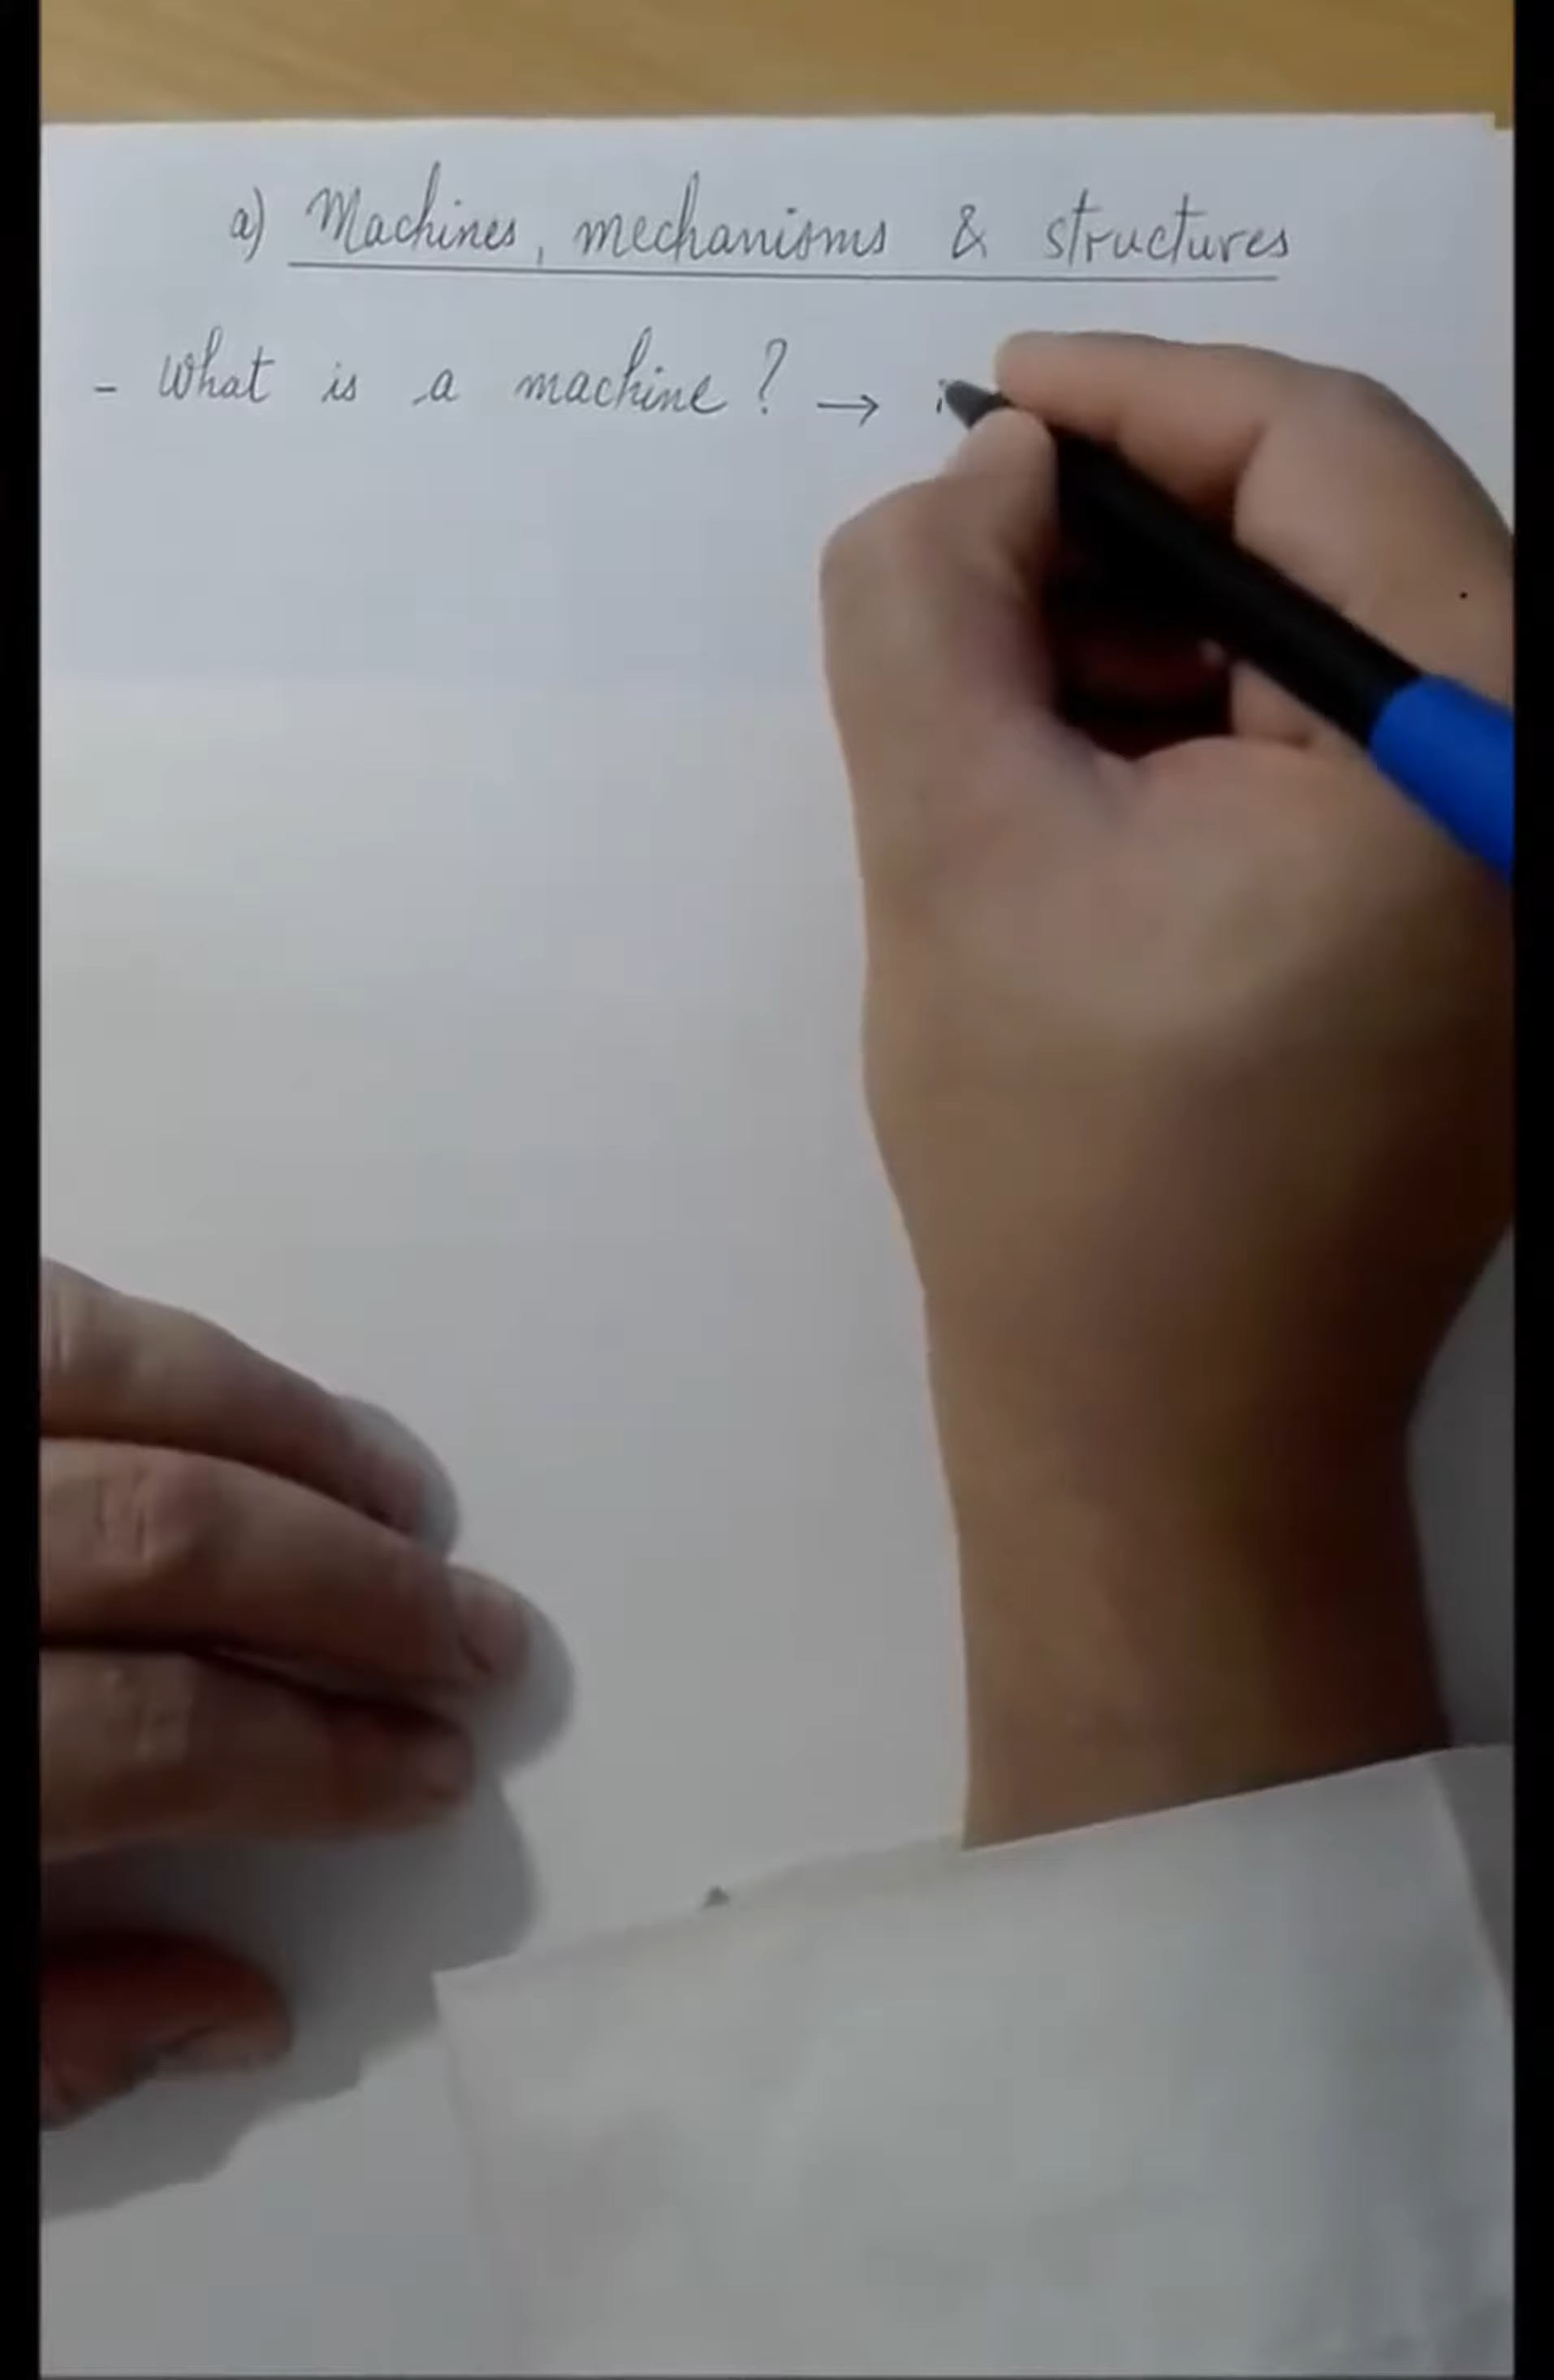 a) Machines, mechanisms & structures
- What is a machine? →